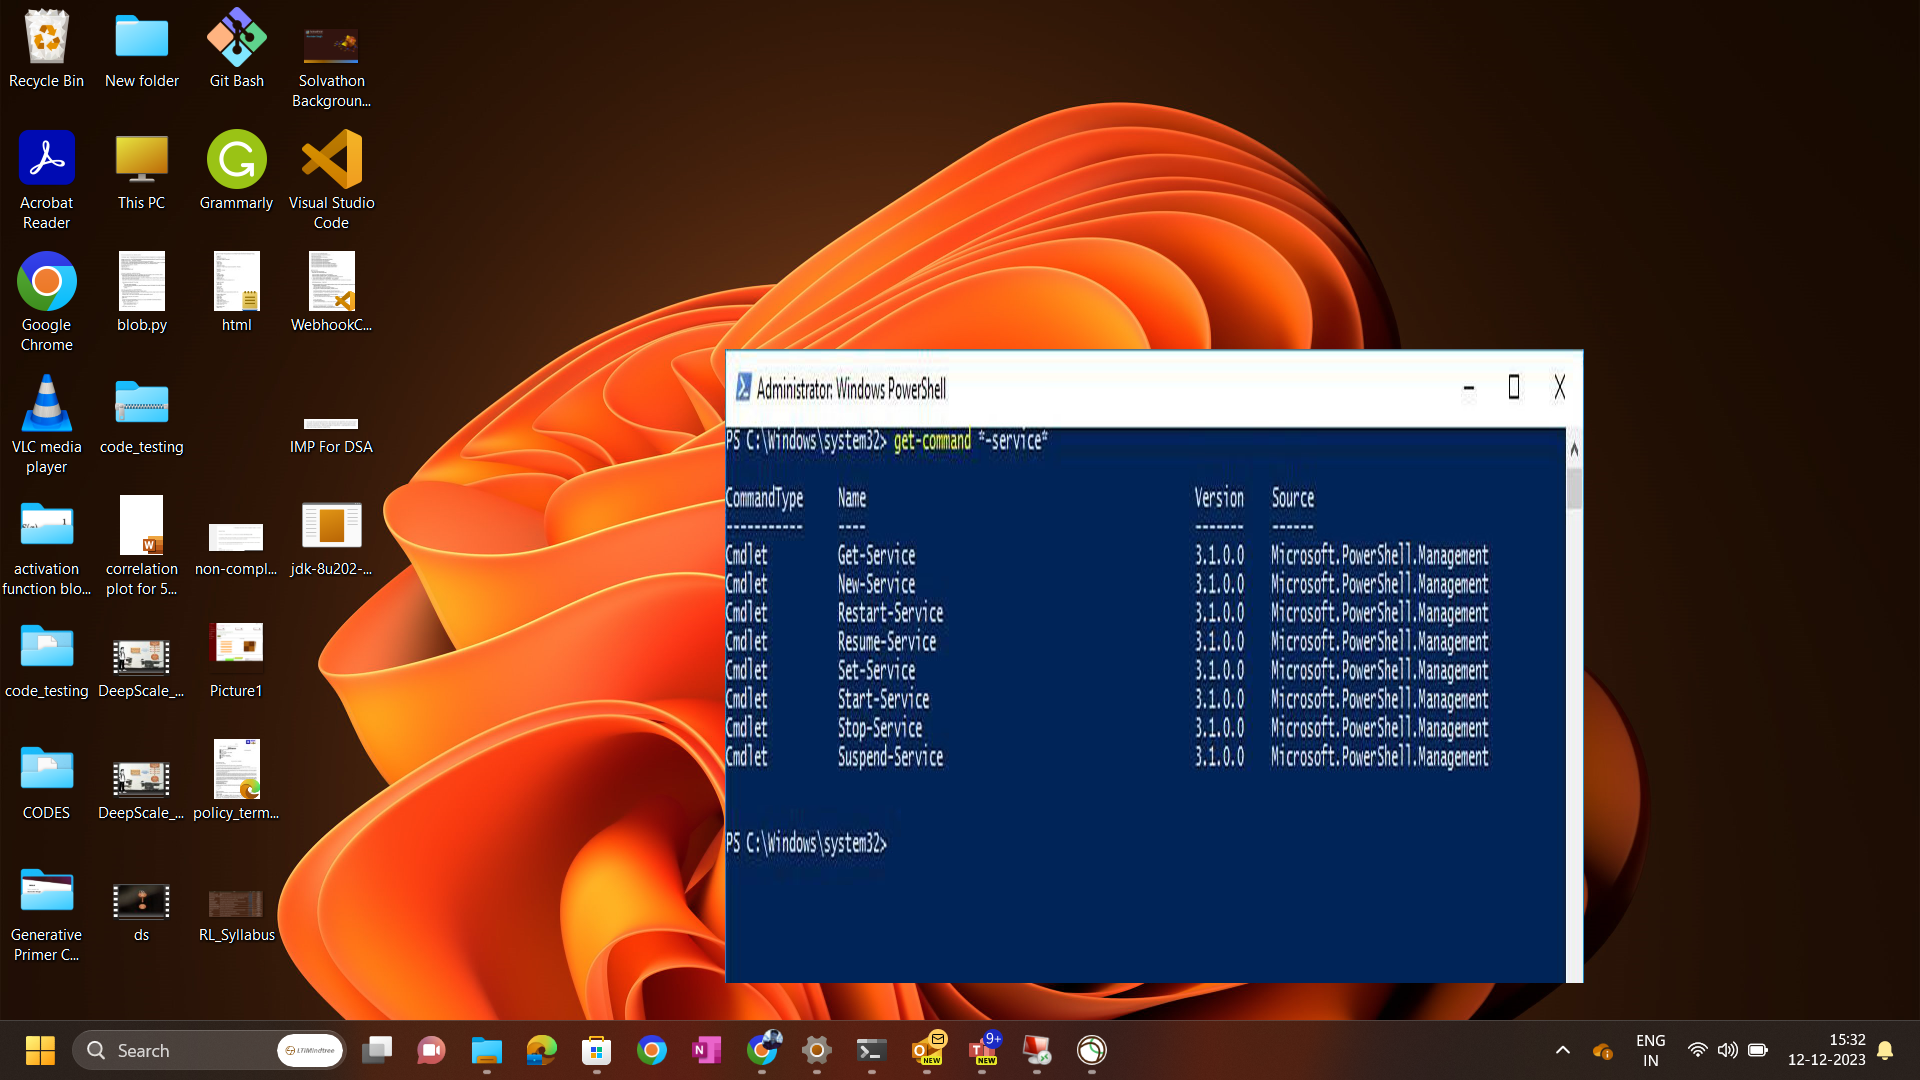 Recycle Bin
New folder
Git Bash
Solvathon
Backgroun...
Acrobat
Reader
This PC
Grammarly
Visual Studio
Code
Google
Chrome
blob.py
html
WebhookC...
VLC media
player
code_testing
IMP For DSA
activation
function blo...
correlation
plot for 5...
non-compl...
jdk-8u202-...
code_testing
DeepScale_...
Picture1
CODES
DeepScale_...
policy_term...
Generative
Primer C...
ds
RL_Syllabus
Administrator: Windows PowerShell
PS C:\Windows\system32> get-command *-service*
CommandType Name Version Source
----------- ---- ------- ------
Cmdlet Get-Service 3.1.0.0 Microsoft.PowerShell.Management
Cmdlet New-Service 3.1.0.0 Microsoft.PowerShell.Management
Cmdlet Restart-Service 3.1.0.0 Microsoft.PowerShell.Management
Cmdlet Resume-Service 3.1.0.0 Microsoft.PowerShell.Management
Cmdlet Set-Service 3.1.0.0 Microsoft.PowerShell.Management
Cmdlet Start-Service 3.1.0.0 Microsoft.PowerShell.Management
Cmdlet Stop-Service 3.1.0.0 Microsoft.PowerShell.Management
Cmdlet Suspend-Service 3.1.0.0 Microsoft.PowerShell.Management
PS C:\Windows\system32>
Search
LTIMindtree
NEW
9+
NEW
ENG
IN
15:32
12-12-2023